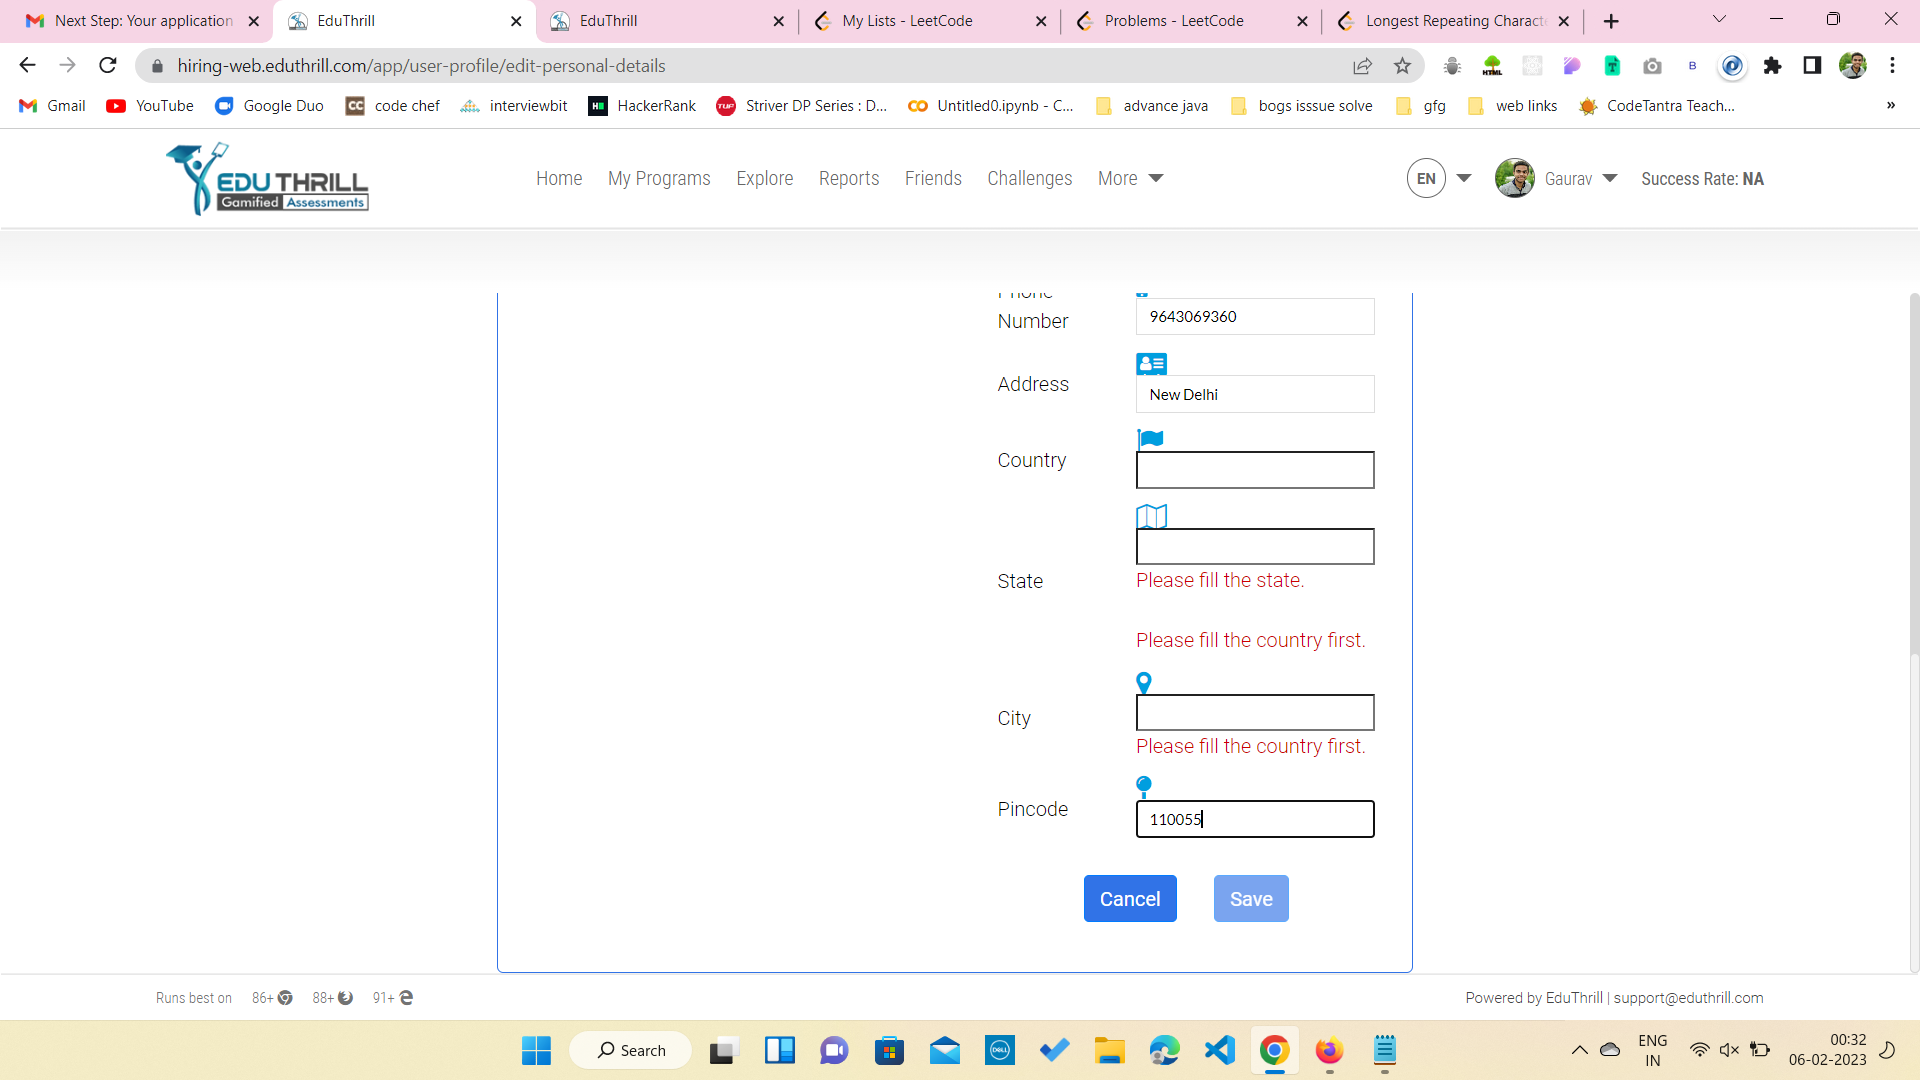 Next Step: Your application
EduThrill
EduThrill
My Lists - LeetCode
Problems - LeetCode
Longest Repeating Characte
hiring-web.eduthrill.com/app/user-profile/edit-personal-details
HTML
B
Gmail
YouTube
Google Duo
CC code chef
interviewbit
HackerRank
TUF Striver DP Series : D...
Untitled0.ipynb - C...
advance java
bogs isssue solve
gfg
web links
CodeTantra Teach...
»
EDU THRILL
Gamified Assessments
Home
My Programs
Explore
Reports
Friends
Challenges
More
EN
Gaurav
Success Rate: NA
Phone
Number
9643069360
Address
New Delhi
Country
State
Please fill the state.
Please fill the country first.
City
Please fill the country first.
Pincode
110055
Cancel
Save
Runs best on 86+ 88+ 91+
Powered by EduThrill | support@eduthrill.com
Search
DELL
ENG
IN
00:32
06-02-2023